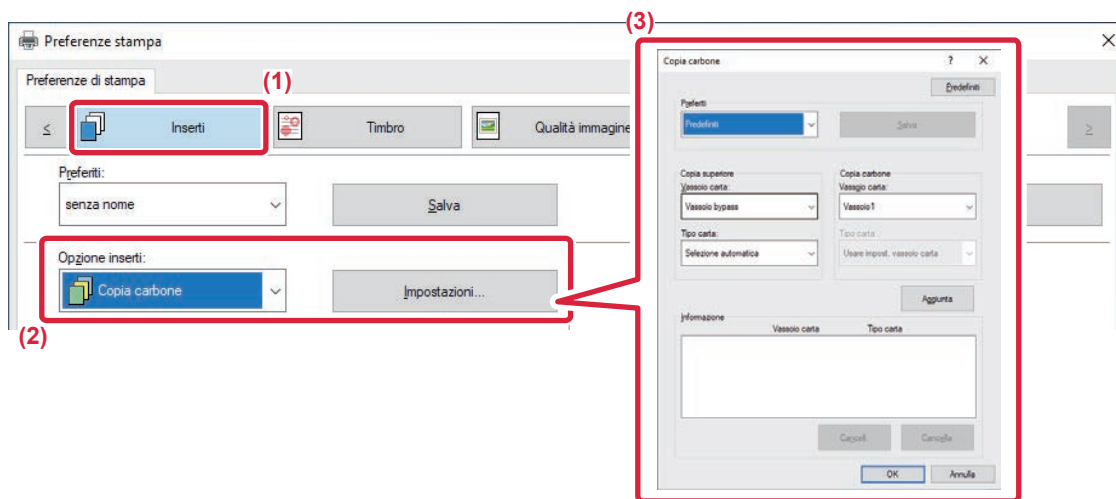 (3)
Preferenze stampa
Preferenze di stampa
(1)
≤ Inserti Timbro Qualità immagine ≥
Preferiti:
senza nome Salva
Opzione inserti:
Copia carbone Impostazioni...
(2)
Copia carbone ? ×
Predefiniti
Preferiti
Predefiniti Salva
Copia superiore Copia carbone
Vassoio carta: Vassoio carta:
Vassoio bypass Vassoio1
Tipo carta: Tipo carta :
Selezione automatica Usare impost. vassoio carta
Aggiunta
Informazione
Vassoio carta Tipo carta
Cancell. Cancella
OK Annulla